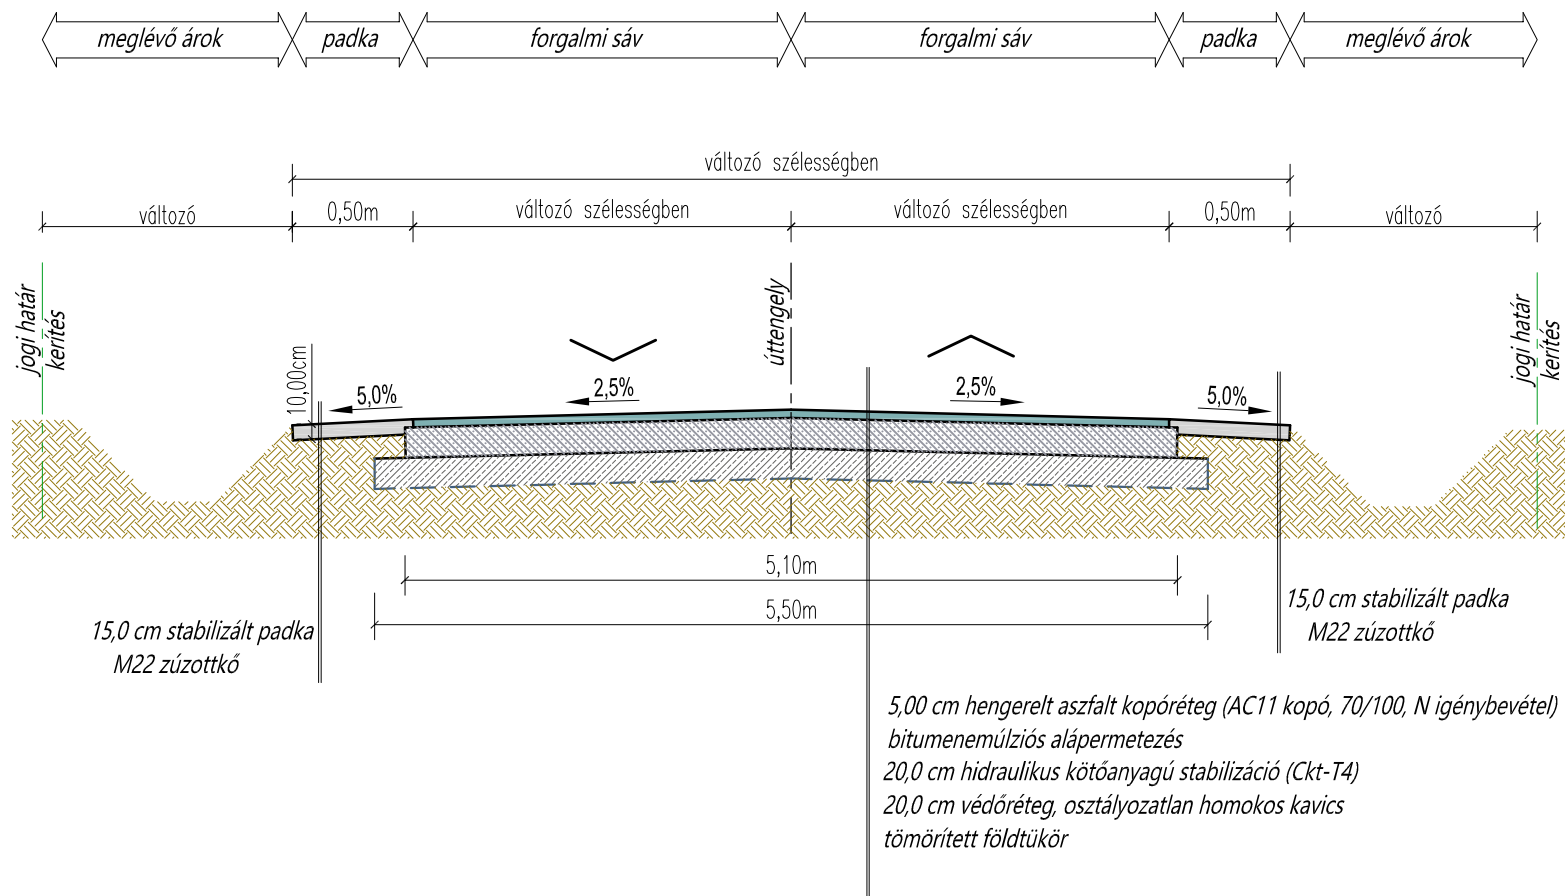 meglévő árok
padka
forgalmi sáv
forgalmi sáv
padka
meglévő árok
változó szélességben
változó
0,50m
változó szélességben
változó szélességben
0,50m
változó
jogi határ
kerítés
úttengely
jogi határ
kerítés
10,00cm
5,0%
2,5%
2,5%
5,0%
5,10m
5,50m
15,0 cm stabilizált padka
M22 zúzottkő
15,0 cm stabilizált padka
M22 zúzottkő
5,00 cm hengerelt aszfalt kopóréteg (AC11 kopó, 70/100, N igénybevétel)
bitumenemúlziós alápermetezés
20,0 cm hidraulikus kötőanyagú stabilizáció (Ckt-T4)
20,0 cm védőréteg, osztályozatlan homokos kavics
tömörített földtükör